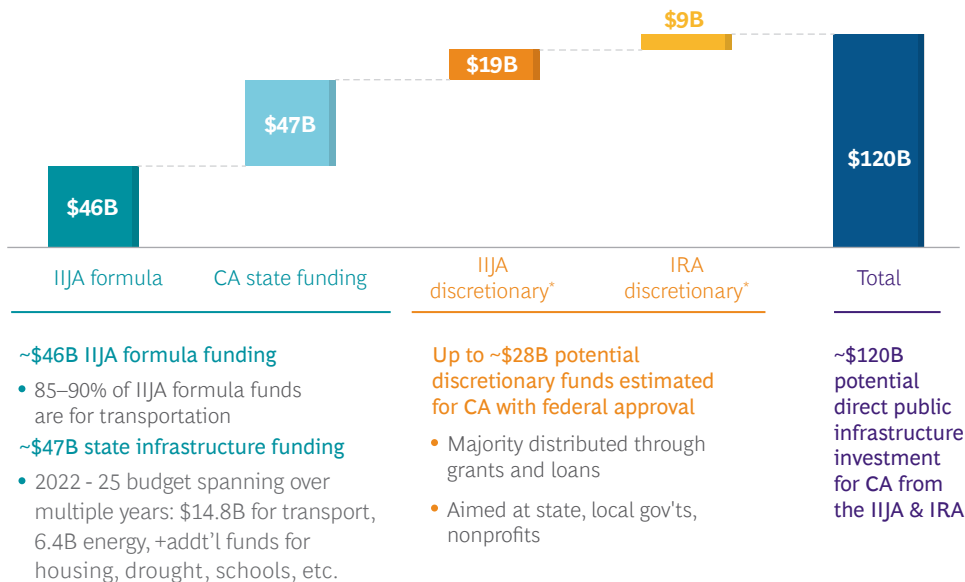 $46B
$47B
$19B
$9B
$120B
IIJA formula
CA state funding
IIJA
discretionary*
IRA
discretionary*
Total
~$46B IIJA formula funding
• 85–90% of IIJA formula funds
are for transportation
~$47B state infrastructure funding
• 2022 - 25 budget spanning over
multiple years: $14.8B for transport,
6.4B energy, +addt'l funds for
housing, drought, schools, etc.
Up to ~$28B potential
discretionary funds estimated
for CA with federal approval
• Majority distributed through
grants and loans
• Aimed at state, local gov'ts,
nonprofits
~$120B
potential
direct public
infrastructure
investment
for CA from
the IIJA & IRA